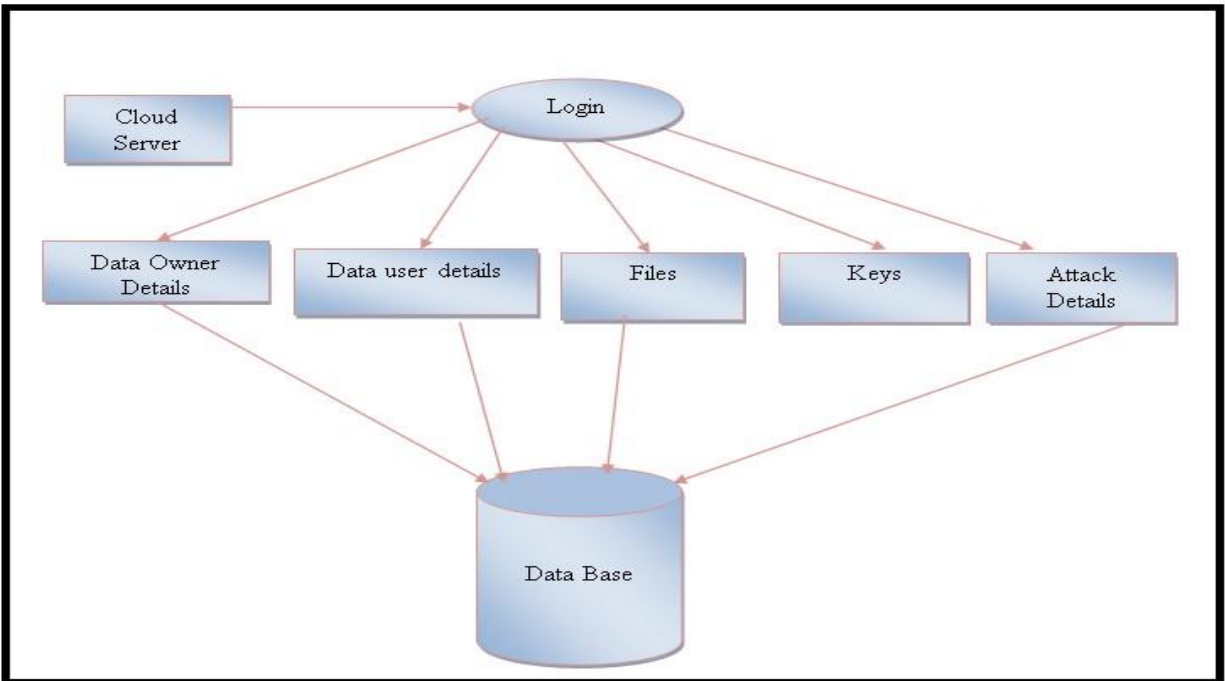 Login
Cloud
Server
Data Owner
Details
Data user details
Files
Keys
Attack
Details
Data Base